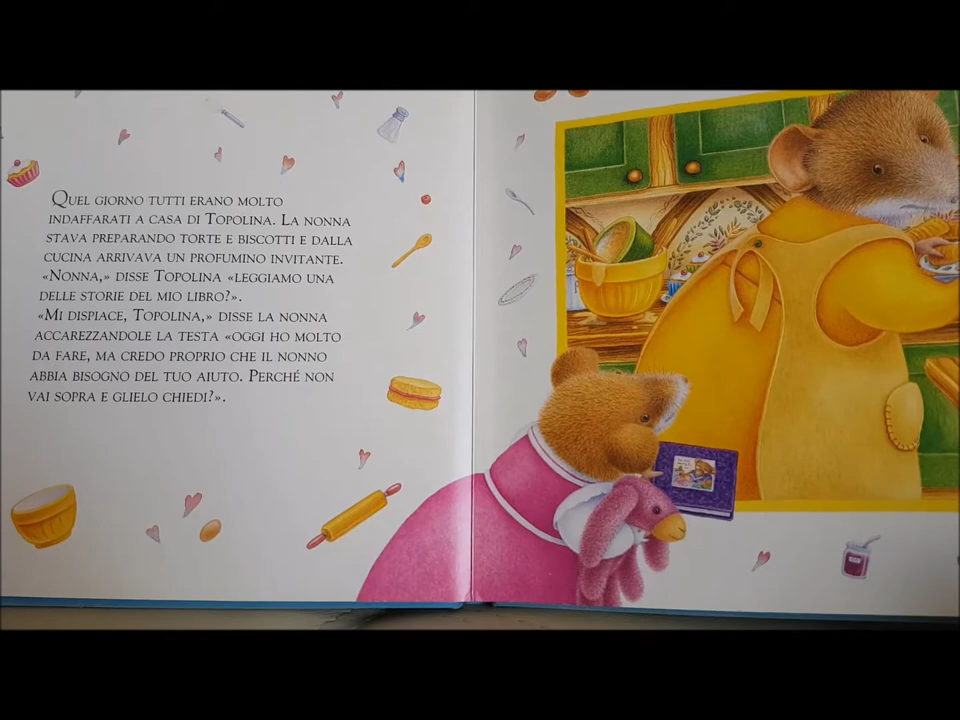 Quel giorno tutti erano molto
indaffarati a casa di Topolina. La nonna
stava preparando torte e biscotti e dalla
cucina arrivava un profumino invitante.
«Nonna,» disse Topolina «leggiamo una
delle storie del mio libro?».
«Mi dispiace, Topolina,» disse la nonna
accarezzandole la testa «oggi ho molto
da fare, ma credo proprio che il nonno
abbia bisogno del tuo aiuto. Perché non
vai sopra e glielo chiedi?».